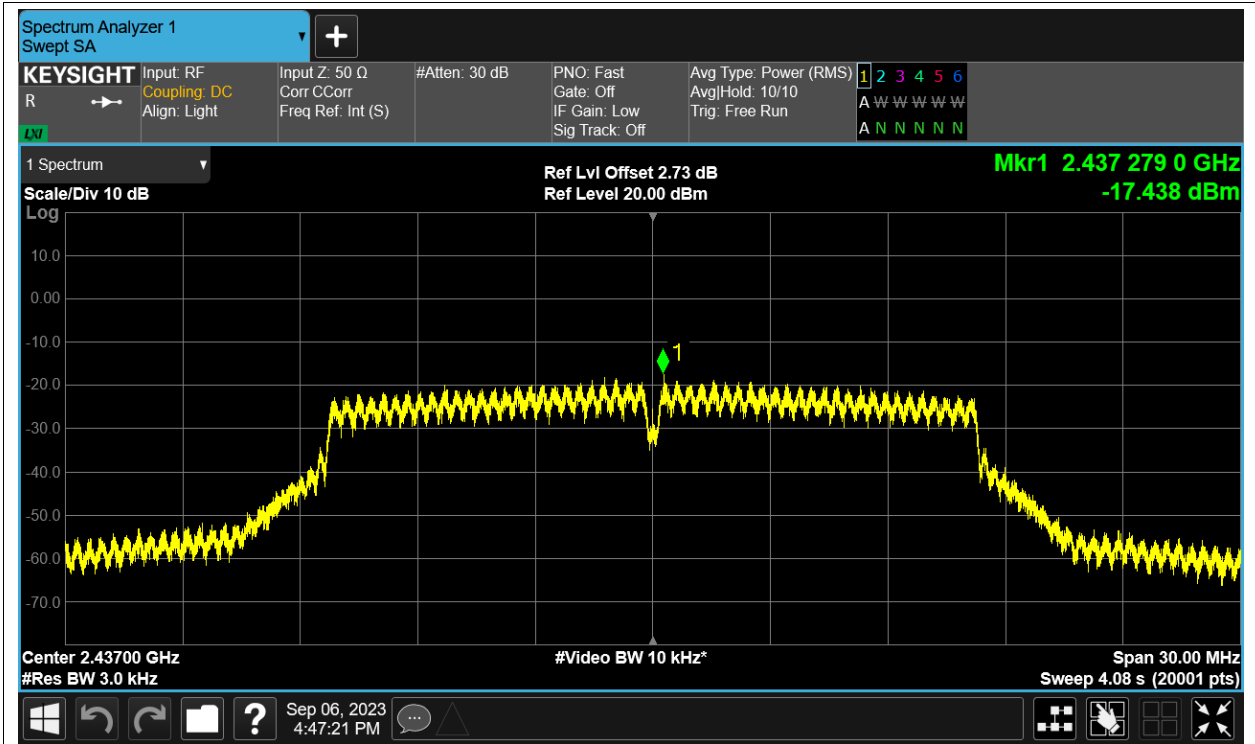 Spectrum Analyzer 1
Swept SA
+
KEYSIGHT
R
LXI
Input: RF
Coupling: DC
Align: Light
Input Z: 50 Ω
Corr CCorr
Freq Ref: Int (S)
#Atten: 30 dB
PNO: Fast
Gate: Off
IF Gain: Low
Sig Track: Off
Avg Type: Power (RMS)
Avg|Hold: 10/10
Trig: Free Run
1 2 3 4 5 6
A W W W W W
A N N N N N
1 Spectrum
Scale/Div 10 dB
Ref Lvl Offset 2.73 dB
Ref Level 20.00 dBm
Mkr1 2.437 279 0 GHz
-17.438 dBm
Log
10.0
0.00
-10.0
-20.0
-30.0
-40.0
-50.0
-60.0
-70.0
1
Center 2.43700 GHz
#Res BW 3.0 kHz
#Video BW 10 kHz*
Span 30.00 MHz
Sweep 4.08 s (20001 pts)
?
Sep 06, 2023
4:47:21 PM